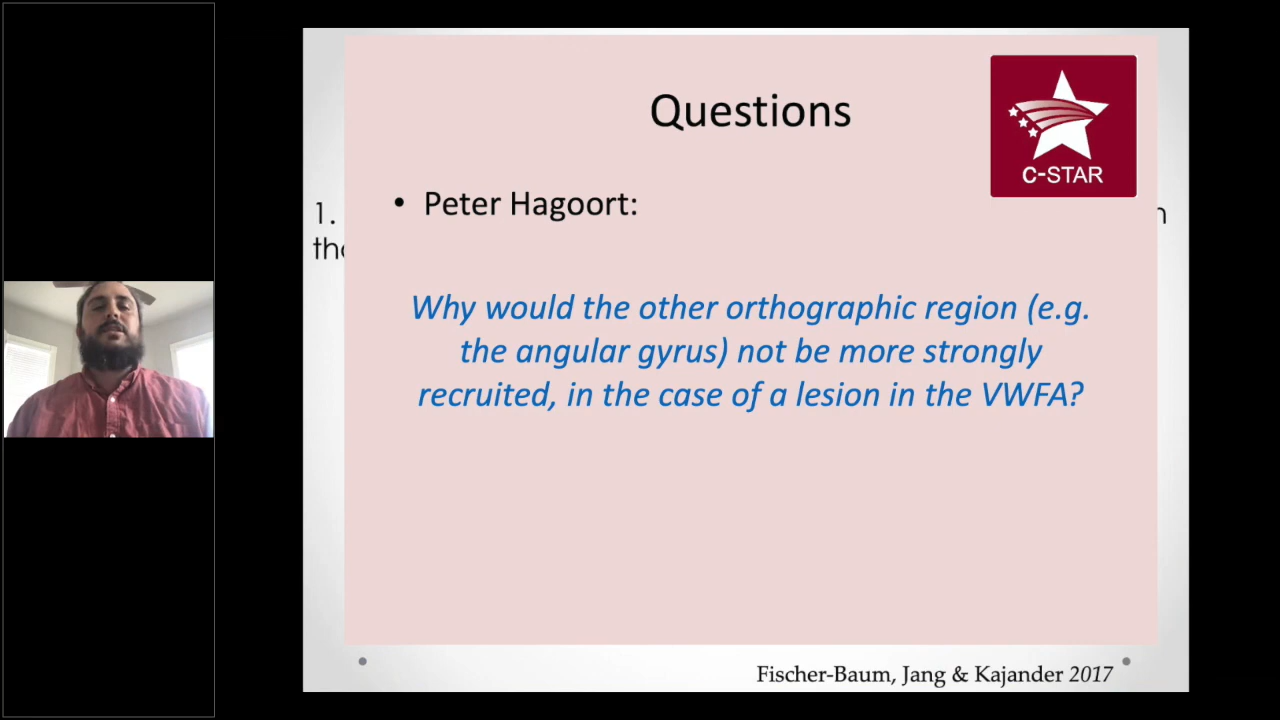 Questions
C-STAR
• Peter Hagoort:
1.
Why would the other orthographic region (e.g.
the angular gyrus) not be more strongly
recruited, in the case of a lesion in the VWFA?
Fischer-Baum, Jang & Kajander 2017